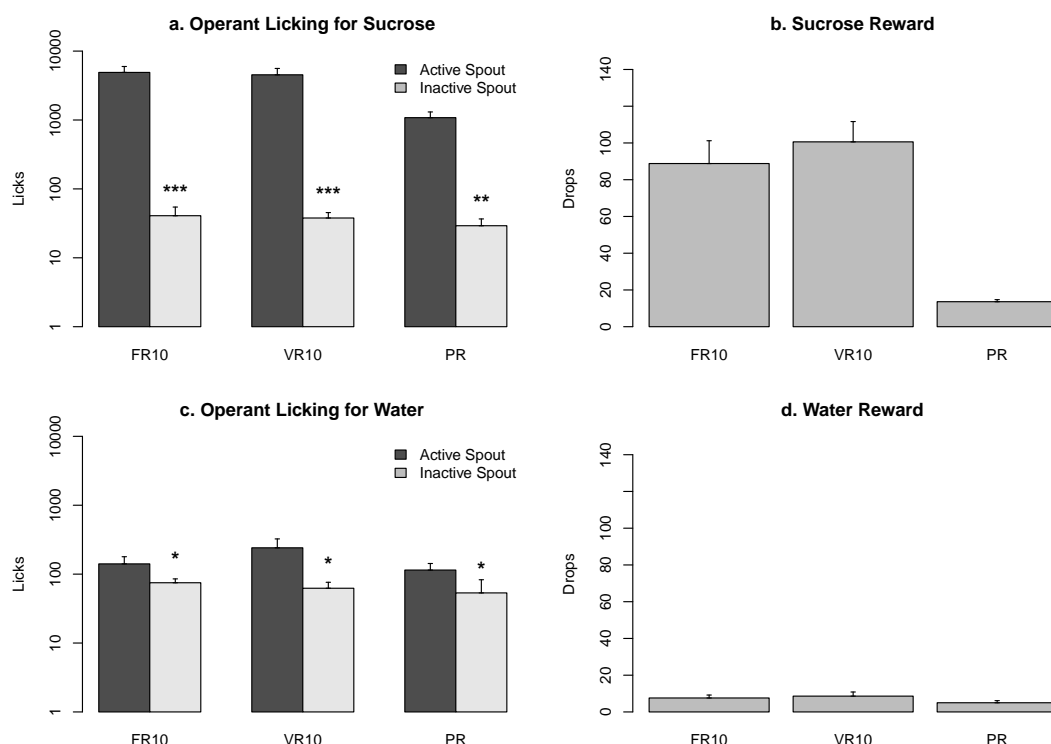 a. Operant Licking for Sucrose
Licks
10000
1000
100
10
1
Active Spout
Inactive Spout
***
***
**
FR10
VR10
PR
b. Sucrose Reward
Drops
140
100
80
60
40
20
0
FR10
VR10
PR
c. Operant Licking for Water
Licks
10000
1000
100
10
1
Active Spout
Inactive Spout
*
*
*
FR10
VR10
PR
d. Water Reward
Drops
140
100
80
60
40
20
0
FR10
VR10
PR